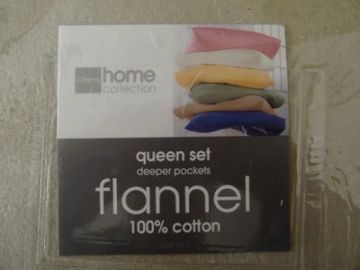 home
collection
queen set
deeper pockets
flannel
100% cotton